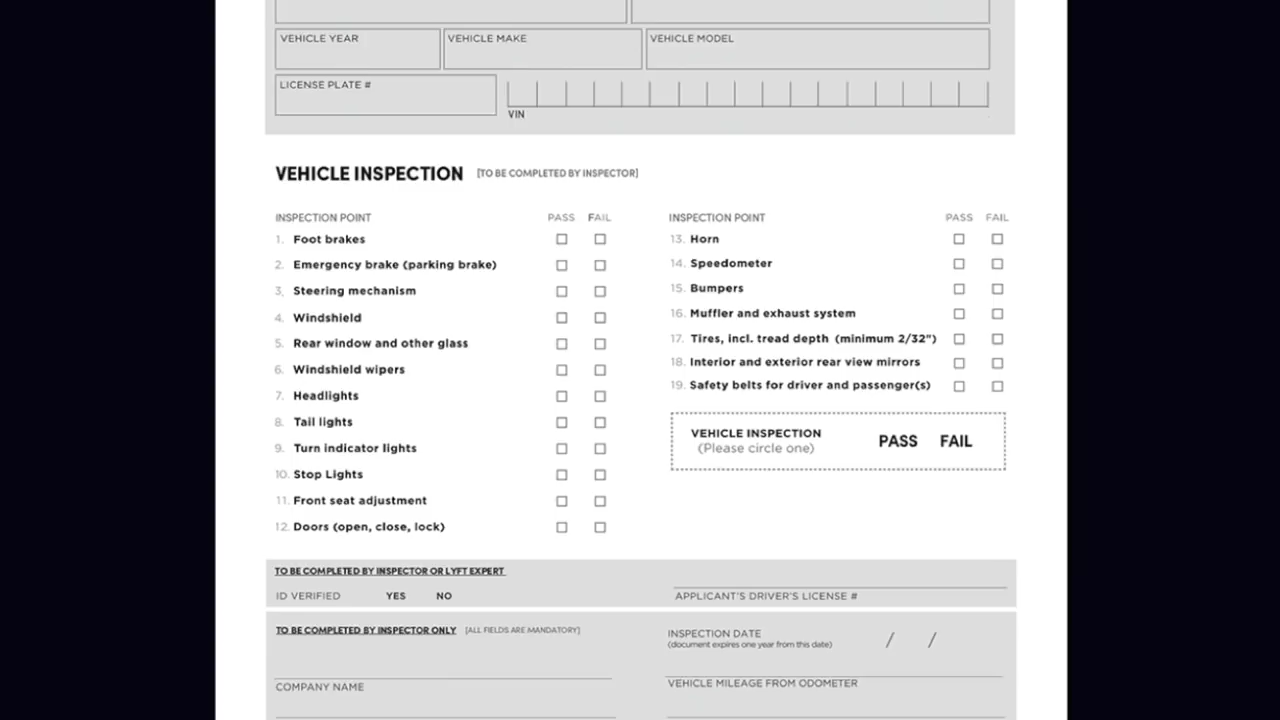 VEHICLE YEAR VEHICLE MAKE VEHICLE MODEL
LICENSE PLATE #
VIN
VEHICLE INSPECTION [TO BE COMPLETED BY INSPECTOR]
INSPECTION POINT PASS FAIL
1. Foot brakes
2. Emergency brake (parking brake)
3. Steering mechanism
4. Windshield
5. Rear window and other glass
6. Windshield wipers
7. Headlights
8. Tail lights
9. Turn indicator lights
10. Stop Lights
11. Front seat adjustment
12. Doors (open, close, lock)
INSPECTION POINT PASS FAIL
13. Horn
14. Speedometer
15. Bumpers
16. Muffler and exhaust system
17. Tires, incl. tread depth (minimum 2/32")
18. Interior and exterior rear view mirrors
19. Safety belts for driver and passenger(s)
VEHICLE INSPECTION
(Please circle one)
PASS FAIL
TO BE COMPLETED BY INSPECTOR OR LYFT EXPERT
ID VERIFIED YES NO
APPLICANT'S DRIVER'S LICENSE #
TO BE COMPLETED BY INSPECTOR ONLY [ALL FIELDS ARE MANDATORY]
INSPECTION DATE / /
(document expires one year from this date)
COMPANY NAME
VEHICLE MILEAGE FROM ODOMETER